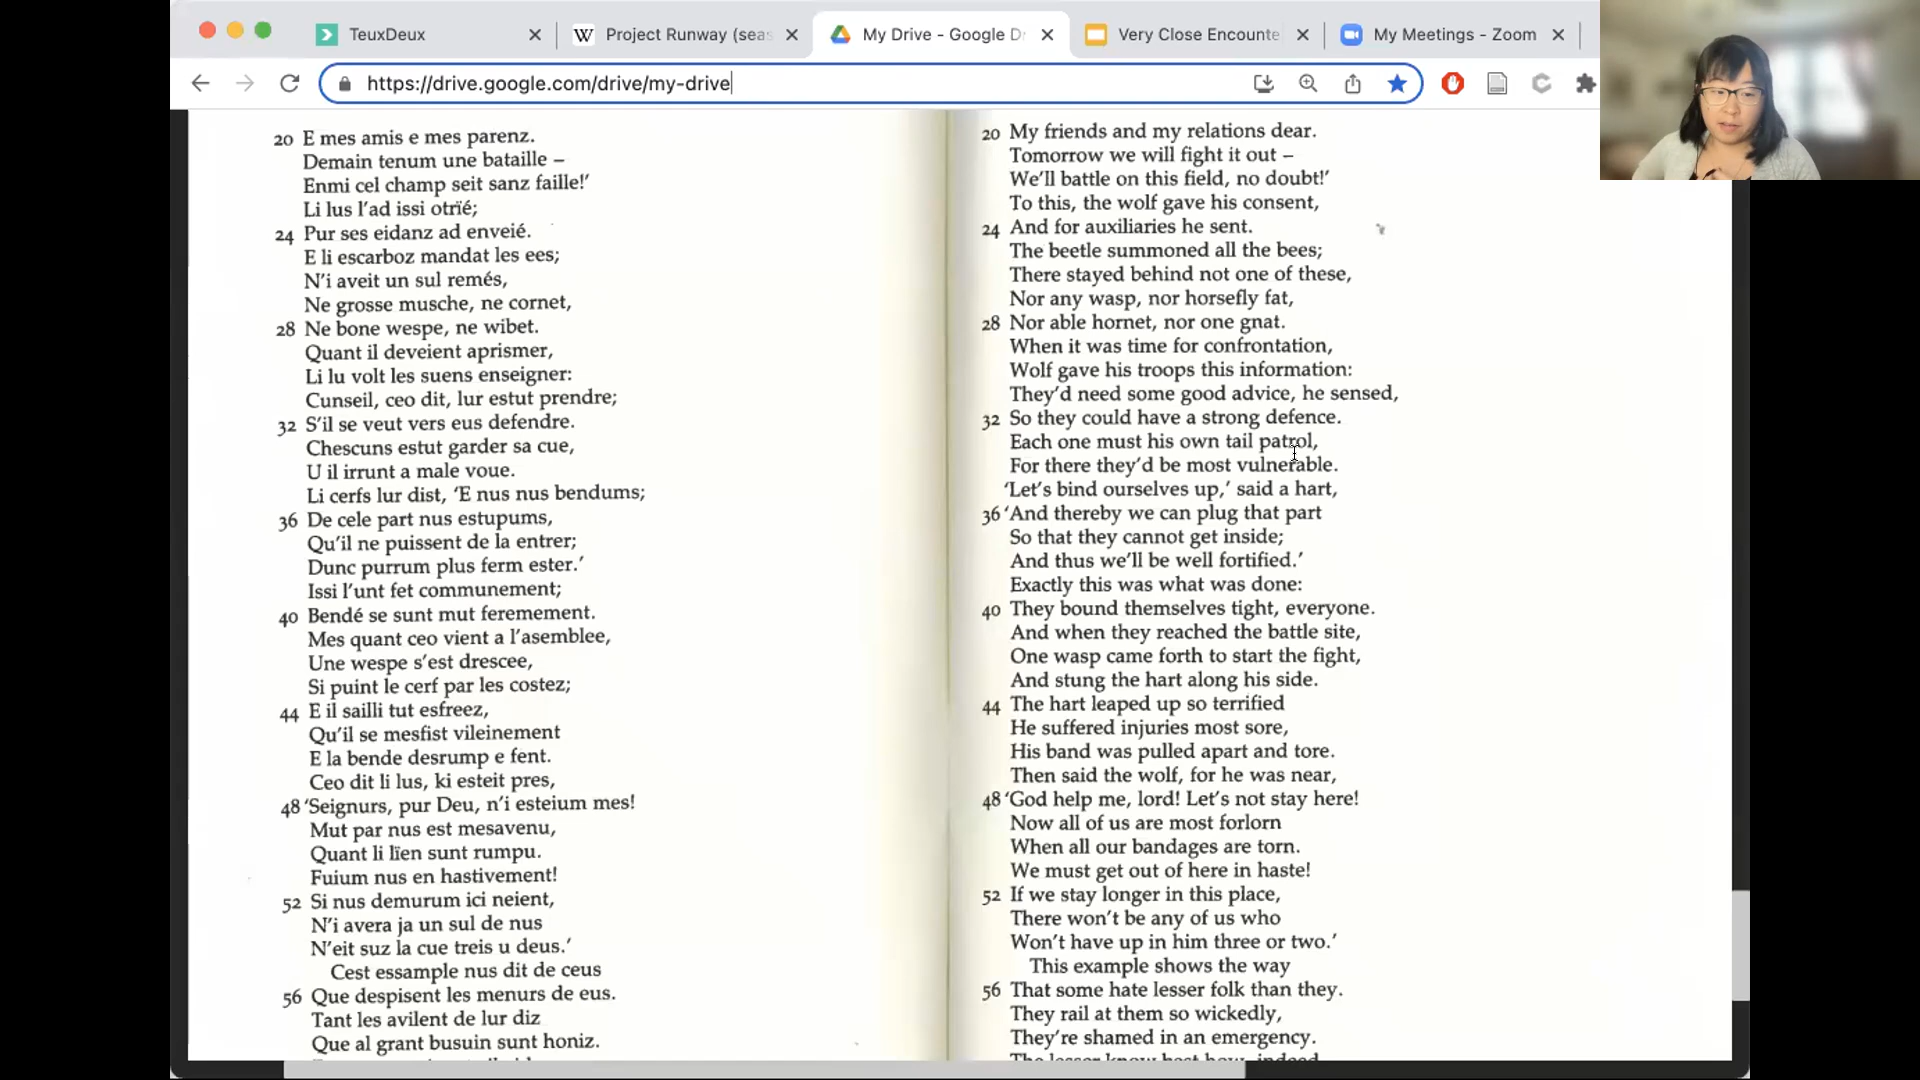 TeuxDeux
Project Runway (seas
My Drive - Google D
Very Close Encounte
My Meetings - Zoom
https://drive.google.com/drive/my-drive
20 E mes amis e mes parenz.
Demain tenum une bataille –
Enmi cel champ seit sanz faille!’
Li lus l’ad issi otrïé;
24 Pur ses eidanz ad enveié.
E li escarboz mandat les ees;
N’i aveit un sul remés,
Ne grosse musche, ne cornet,
28 Ne bone wespe, ne wibet.
Quant il deveient aprismer,
Li lu volt les suens enseigner:
Cunseil, ceo dit, lur estut prendre;
32 S’il se veut vers eus defendre.
Chescuns estut garder sa cue,
U il irrunt a male voue.
Li cerfs lur dist, ‘E nus nus bendums;
36 De cele part nus estupums,
Qu’il ne puissent de la entrer;
Dunc purrum plus ferm ester.’
Issi l’unt fet communement;
40 Bendé se sunt mut ferement.
Mes quant ceo vient a l’asemblee,
Une wespe s’est drescee,
Si puint le cerf par les costez;
44 E il sailli tut esfreez,
Qu’il se mesfist vileinement
E la bende desrump e fent.
Ceo dit li lus, ki esteit pres,
48 ‘Seignurs, pur Deu, n’i esteium mes!
Mut par nus est mesavenu,
Quant li lïen sunt rumpu.
Fuium nus en hastivement!
52 Si nus demurum ici neient,
N’i avera ja un sul de nus
N’eit suz la cue treis u deus.’
Cest essample nus dit de ceus
56 Que despisent les menurs de eus.
Tant les avilent de lur diz
Que al grant busuin sunt honiz.
20 My friends and my relations dear.
Tomorrow we will fight it out –
We’ll battle on this field, no doubt!’
To this, the wolf gave his consent,
24 And for auxiliaries he sent.
The beetle summoned all the bees;
There stayed behind not one of these,
Nor any wasp, nor horsefly fat,
28 Nor able hornet, nor one gnat.
When it was time for confrontation,
Wolf gave his troops this information:
They’d need some good advice, he sensed,
32 So they could have a strong defence.
Each one must his own tail patrol,
For there they’d be most vulnerable.
‘Let’s bind ourselves up,’ said a hart,
36 ‘And thereby we can plug that part
So that they cannot get inside;
And thus we’ll be well fortified.’
Exactly this was what was done:
40 They bound themselves tight, everyone.
And when they reached the battle site,
One wasp came forth to start the fight,
And stung the hart along his side.
44 The hart leaped up so terrified
He suffered injuries most sore,
His band was pulled apart and tore.
Then said the wolf, for he was near,
48 ‘God help me, lord! Let’s not stay here!
Now all of us are most forlorn
When all our bandages are torn.
We must get out of here in haste!
52 If we stay longer in this place,
There won’t be any of us who
Won’t have up in him three or two.’
This example shows the way
56 That some hate lesser folk than they.
They rail at them so wickedly,
They’re shamed in an emergency.
The lesser know best how, indeed